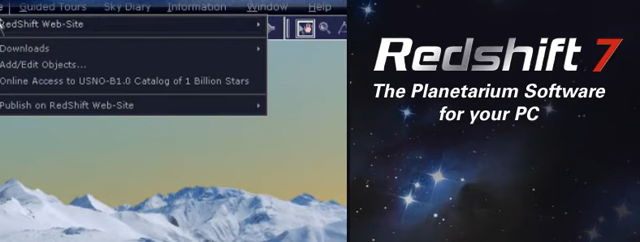 Guided Tours Sky Diary Information Window Help
RedShift Web-Site
Downloads
Add/Edit Objects...
Online Access to USNO-B1.0 Catalog of 1 Billion Stars
Publish on RedShift Web-Site
Redshift 7
The Planetarium Software
for your PC